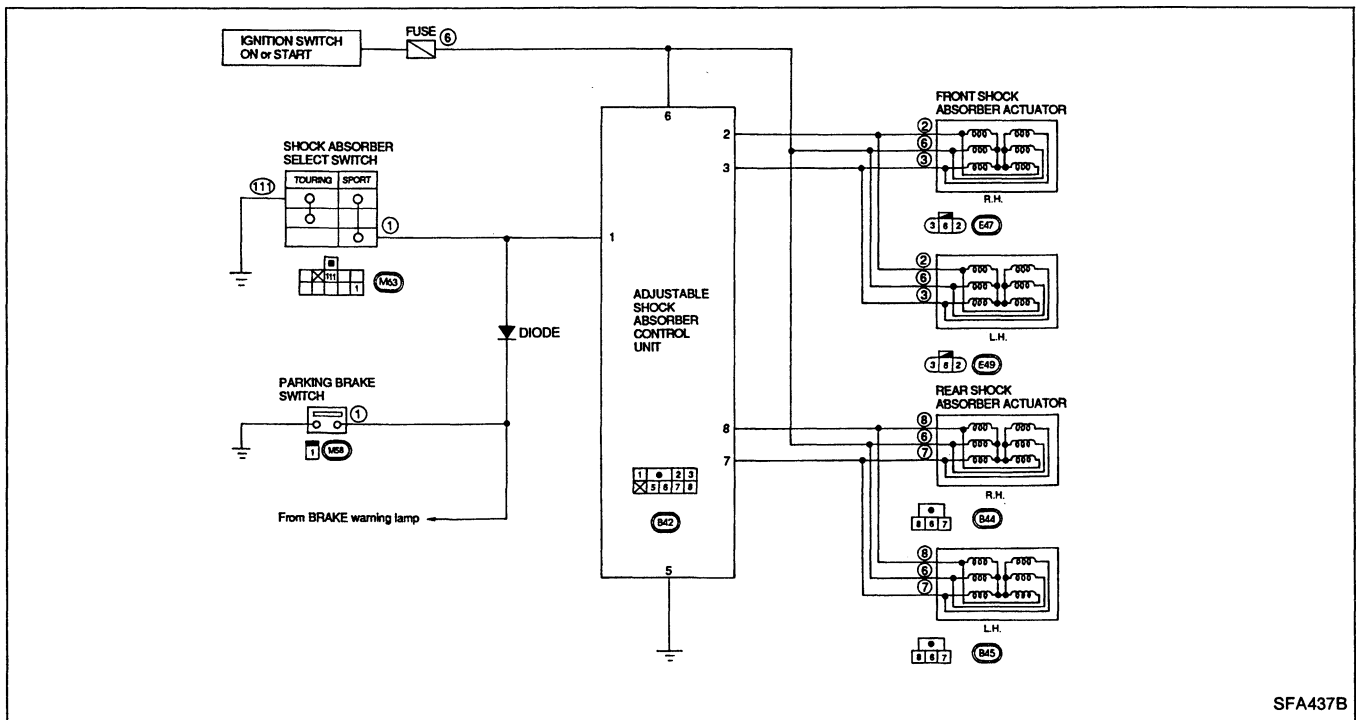 IGNITION SWITCH
ON or START
FUSE
6
6
SHOCK ABSORBER
SELECT SWITCH
TOURING SPORT
111
1
111
1
M63
1
DIODE
PARKING BRAKE
SWITCH
1
1
M58
From BRAKE warning lamp
ADJUSTABLE
SHOCK
ABSORBER
CONTROL
UNIT
2
3
8
7
1 2 3
5 6 7 8
B42
5
FRONT SHOCK
ABSORBER ACTUATOR
2
6
3
R.H.
3 6 2 E47
2
6
3
L.H.
3 6 2 E49
REAR SHOCK
ABSORBER ACTUATOR
8
6
7
R.H.
8 6 7 B44
8
6
7
L.H.
8 6 7 B45
SFA437B